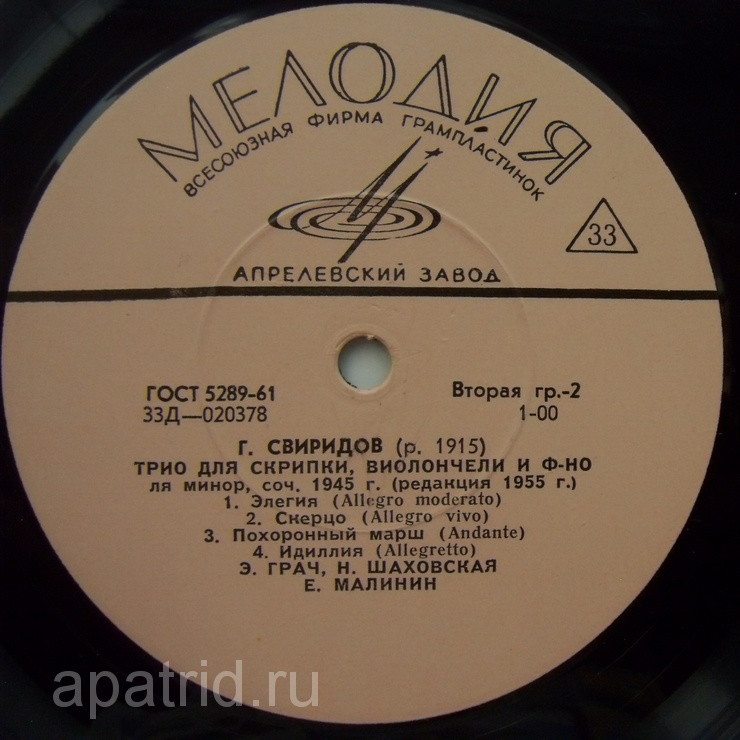 МЕЛОДИЯ
ВСЕСОЮЗНАЯ ФИРМА ГРАМПЛАСТИНОК
33
АПРЕЛЕВСКИЙ ЗАВОД
ГОСТ 5289-61 Вторая гр.-2
33Д—020378 1-00
Г. СВИРИДОВ (р. 1915)
ТРИО ДЛЯ СКРИПКИ, ВИОЛОНЧЕЛИ И Ф-НО
ля минор, соч. 1945 г. (редакция 1955 г.)
1. Элегия (Allegro moderato)
2. Скерцо (Allegro vivo)
3. Похоронный марш (Andante)
4. Идиллия (Allegretto)
Э. ГРАЧ, Н. ШАХОВСКАЯ
Е. МАЛИНИН
apatrid.ru